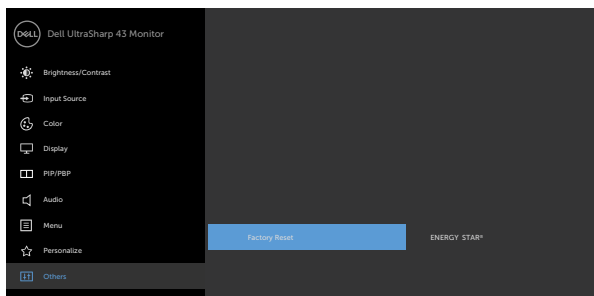 DELL Dell UltraSharp 43 Monitor
Brightness/Contrast
Input Source
Color
Display
PIP/PBP
Audio
Menu
Personalize
Others
Factory Reset ENERGY STAR®